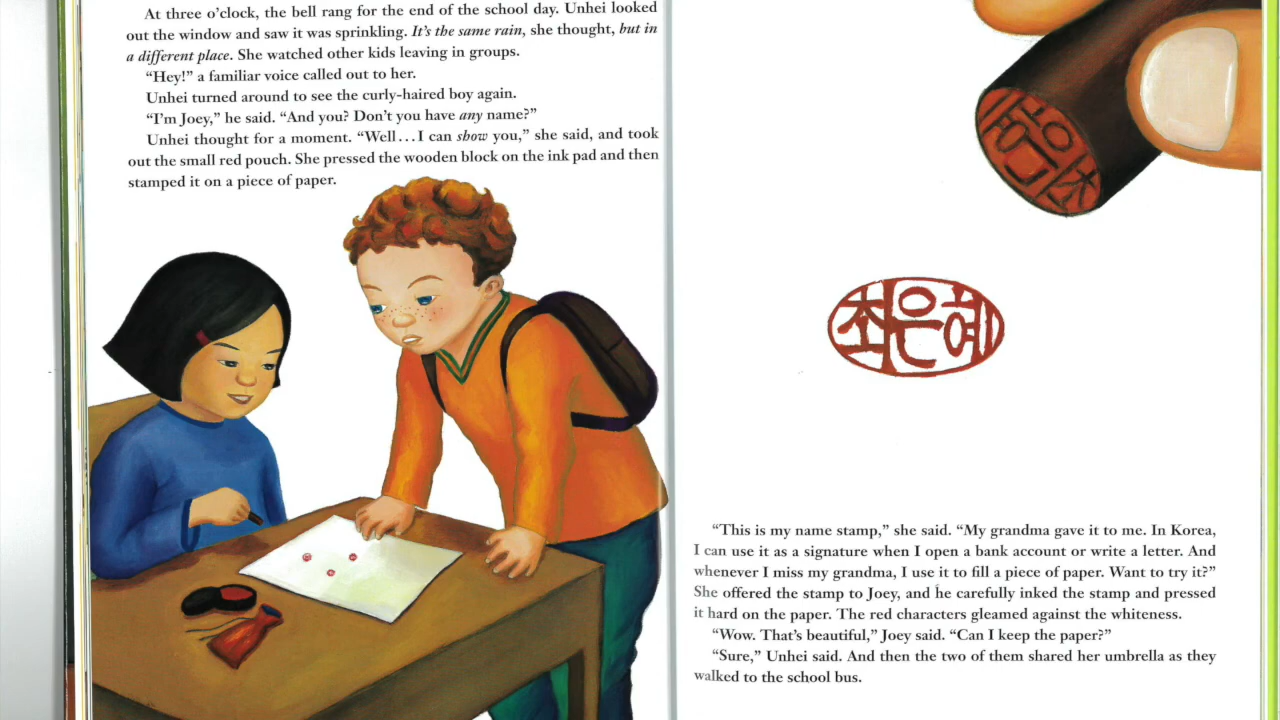 At three o’clock, the bell rang for the end of the school day. Unhei looked
out the window and saw it was sprinkling. It’s the same rain, she thought, but in
a different place. She watched other kids leaving in groups.
“Hey!” a familiar voice called out to her.
Unhei turned around to see the curly-haired boy again.
“I’m Joey,” he said. “And you? Don’t you have any name?”
Unhei thought for a moment. “Well…I can show you,” she said, and took
out the small red pouch. She pressed the wooden block on the ink pad and then
stamped it on a piece of paper.
최은혜
“This is my name stamp,” she said. “My grandma gave it to me. In Korea,
I can use it as a signature when I open a bank account or write a letter. And
whenever I miss my grandma, I use it to fill a piece of paper. Want to try it?”
She offered the stamp to Joey, and he carefully inked the stamp and pressed
it hard on the paper. The red characters gleamed against the whiteness.
“Wow. That’s beautiful,” Joey said. “Can I keep the paper?”
“Sure,” Unhei said. And then the two of them shared her umbrella as they
walked to the school bus.